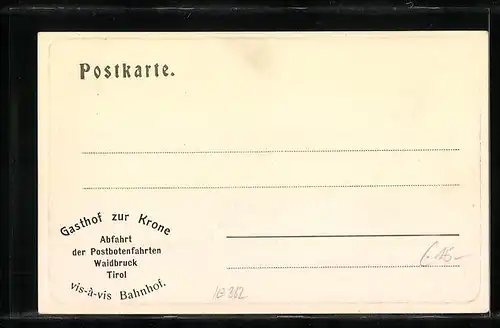 Postkarte.
Gasthof zur Krone
Abfahrt
der Postbotenfahrten
Waidbruck
Tirol
vis-à-vis Bahnhof.